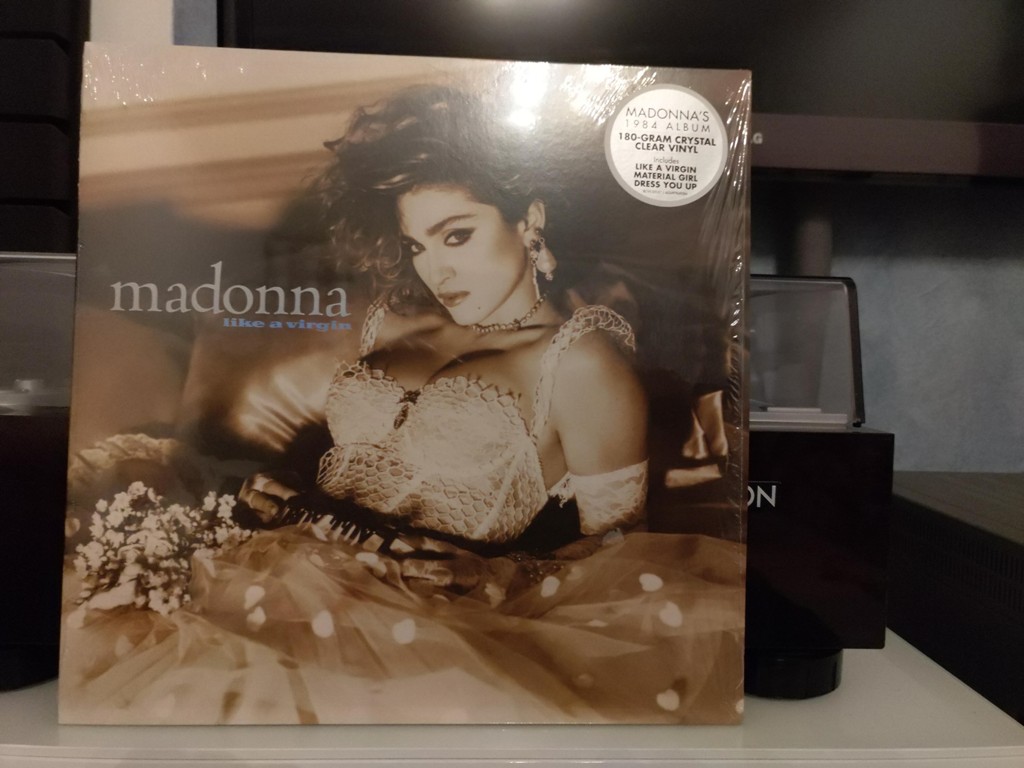 MADONNA'S
1984 ALBUM
180-GRAM CRYSTAL
CLEAR VINYL
Includes
LIKE A VIRGIN
MATERIAL GIRL
DRESS YOU UP
madonna
like a virgin
G
ON